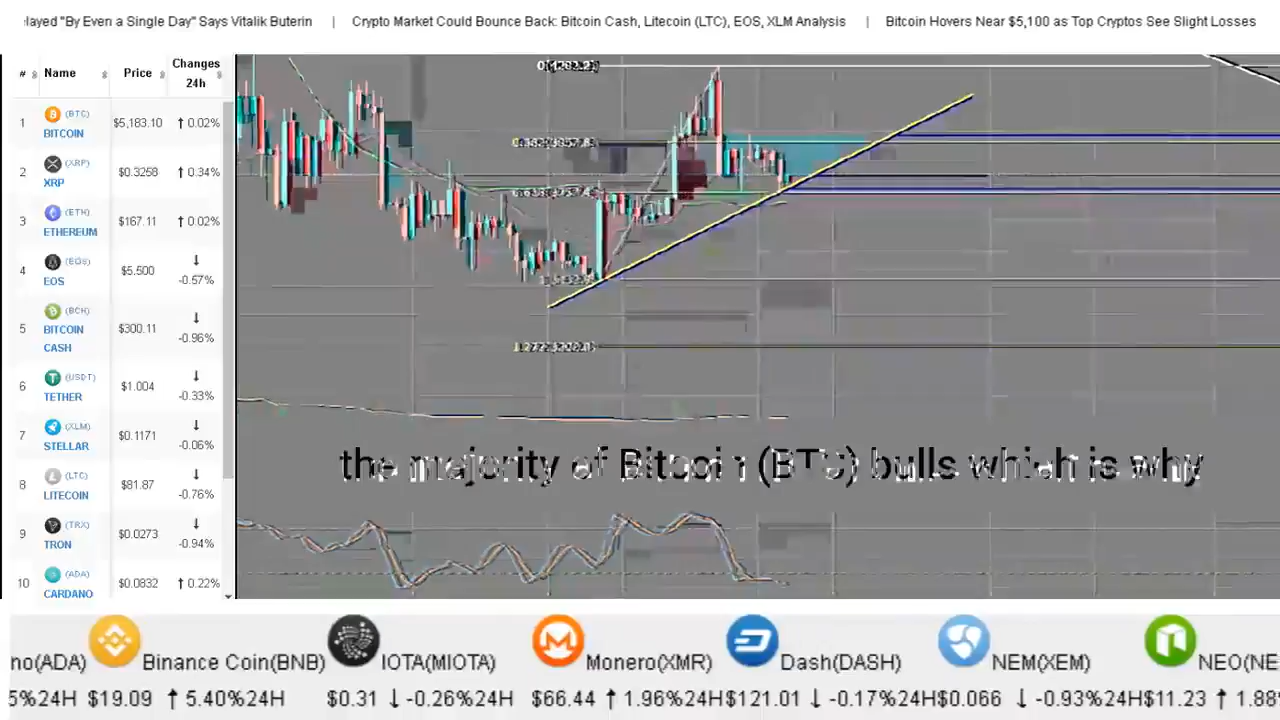 layed "By Even a Single Day" Says Vitalik Buterin | Crypto Market Could Bounce Back: Bitcoin Cash, Litecoin (LTC), EOS, XLM Analysis | Bitcoin Hovers Near $5,100 as Top Cryptos See Slight Losses
# Name Price Changes 24h
1 (BTC) BITCOIN $5,183.10 ↑ 0.02%
2 (XRP) XRP $0.3258 ↑ 0.34%
3 (ETH) ETHEREUM $167.11 ↑ 0.02%
4 (EOS) EOS $5.500 ↓ -0.57%
5 (BCH) BITCOIN CASH $300.11 ↓ -0.96%
6 (USDT) TETHER $1.004 ↓ -0.33%
7 (XLM) STELLAR $0.1171 ↓ -0.06%
8 (LTC) LITECOIN $81.87 ↓ -0.76%
9 (TRX) TRON $0.0273 ↓ -0.94%
10 (ADA) CARDANO $0.0832 ↑ 0.22%
the majority of Bitcoin (BTC) bulls which is why
no(ADA) Binance Coin(BNB) IOTA(MIOTA) Monero(XMR) Dash(DASH) NEM(XEM) NEO(NE
5%24H $19.09 ↑ 5.40%24H $0.31 ↓ -0.26%24H $66.44 ↑ 1.96%24H $121.01 ↓ -0.17%24H $0.066 ↓ -0.93%24H $11.23 ↑ 1.88